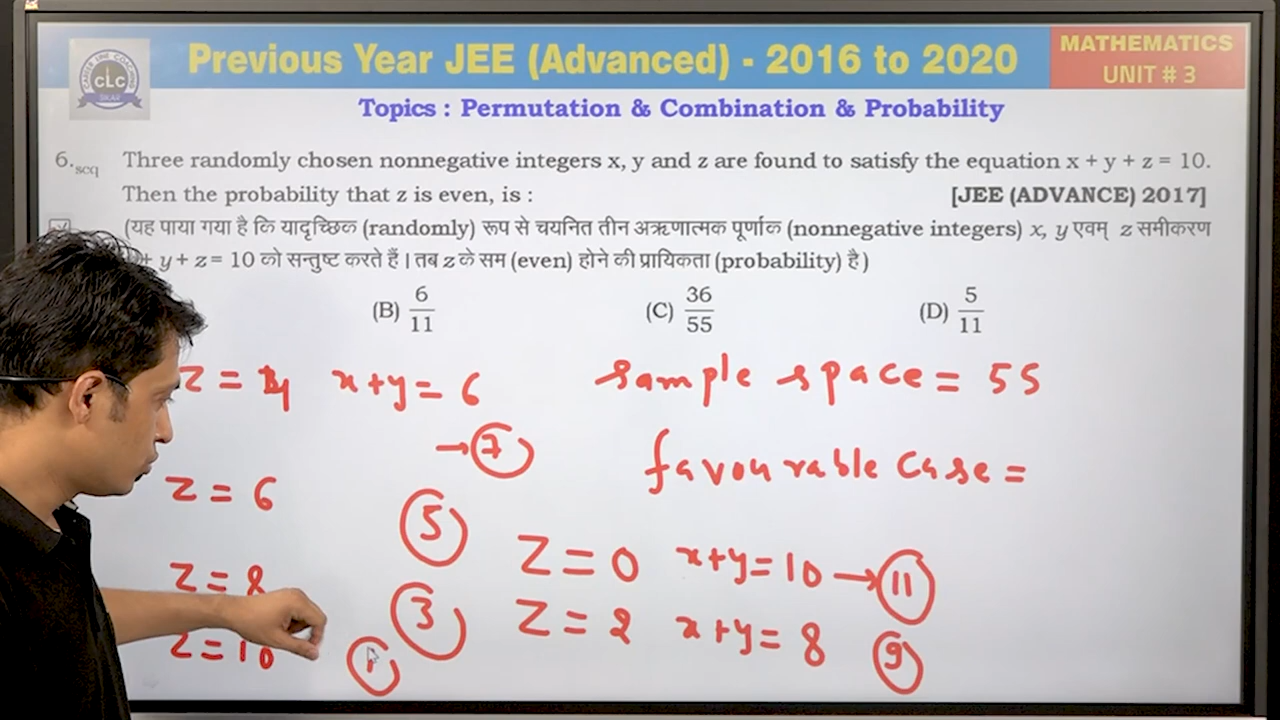 Previous Year JEE (Advanced) - 2016 to 2020
MATHEMATICS
UNIT # 3
CLC
Topics : Permutation & Combination & Probability
6. scq Three randomly chosen nonnegative integers x, y and z are found to satisfy the equation x + y + z = 10.
Then the probability that z is even, is : [JEE (ADVANCE) 2017]
(यह पाया गया है कि यादृच्छिक (randomly) रूप से चयनित तीन अऋणात्मक पूर्णांक (nonnegative integers) x, y एवम् z समीकरण
+ y + z = 10 को सन्तुष्ट करते हैं । तब z के सम (even) होने की प्रायिकता (probability) है )
(B) 6/11 (C) 36/55 (D) 5/11
z = 4 x+y= 6 sample space = 55
→ 7 favourable case =
z = 6 5
z = 0 x+y= 10 → 11
z = 8 3 z = 2 x+y= 8 9
z = 10 1